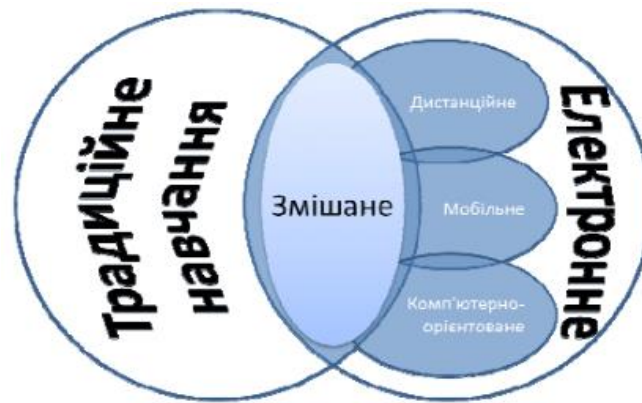 Традиційне
навчання
Змішане
Дистанційне
Мобільне
Комп'ютерно-
орієнтоване
Електронне